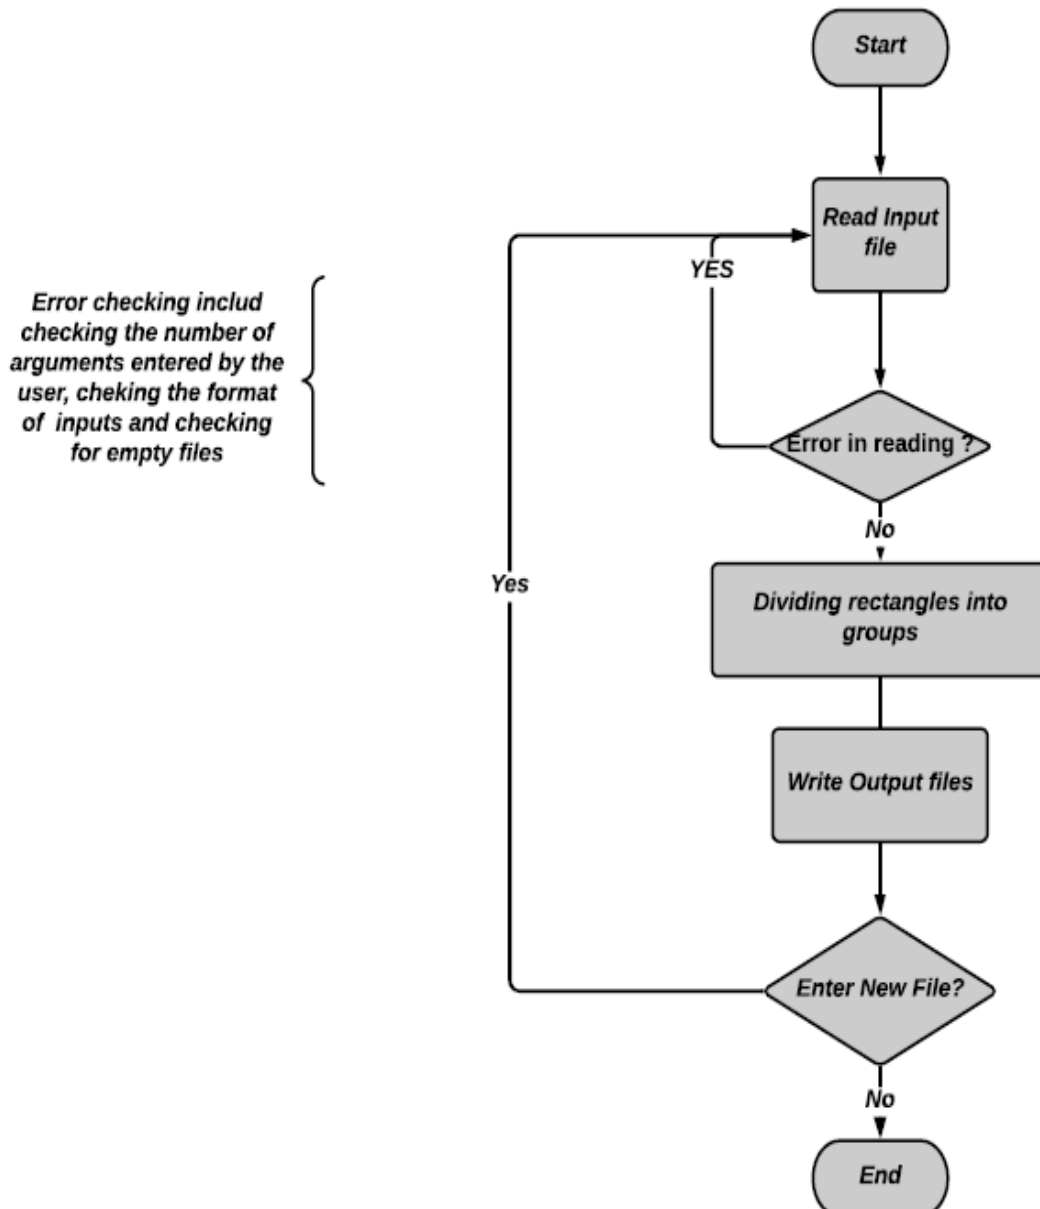 Start
Read Input
file
YES
Error checking includ
checking the number of
arguments entered by the
user, cheking the format
of inputs and checking
for empty files
Error in reading ?
No
Yes
Dividing rectangles into
groups
Write Output files
Enter New File?
No
End